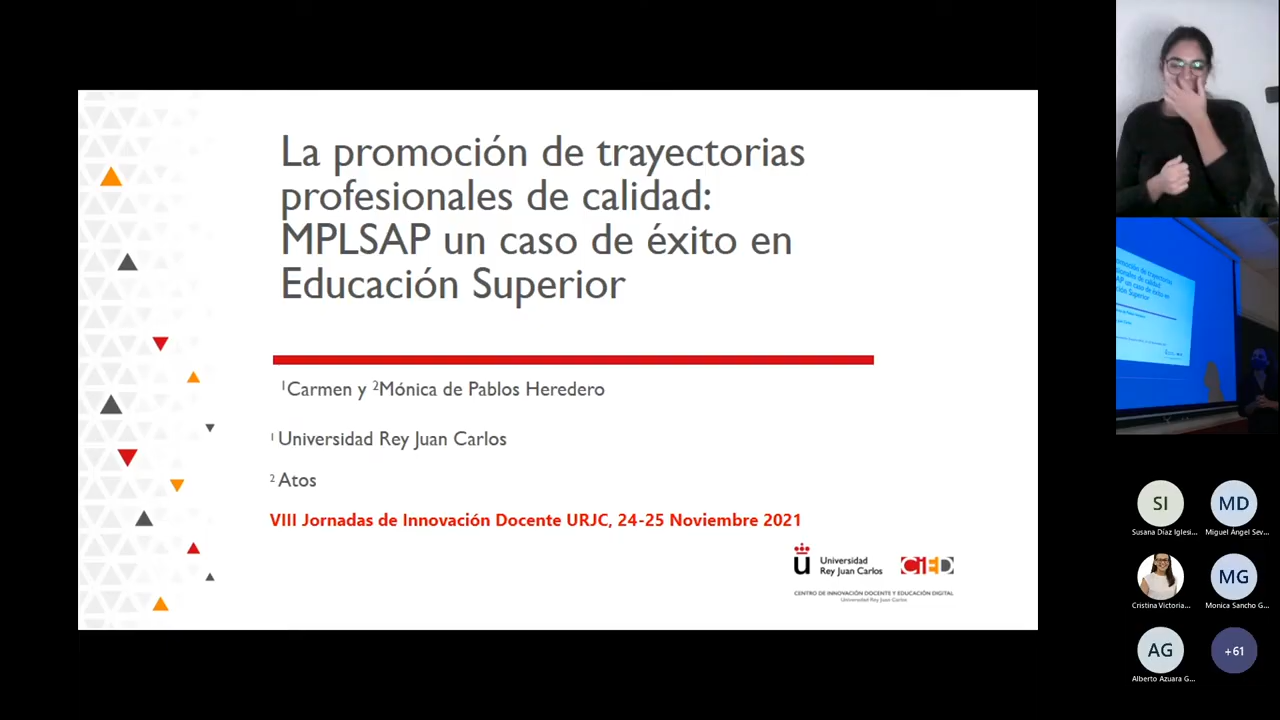 La promoción de trayectorias
profesionales de calidad:
MPLSAP un caso de éxito en
Educación Superior
¹Carmen y ²Mónica de Pablos Heredero
¹ Universidad Rey Juan Carlos
² Atos
VIII Jornadas de Innovación Docente URJC, 24-25 Noviembre 2021
u Universidad
Rey Juan Carlos
CiED
CENTRO DE INNOVACIÓN DOCENTE Y EDUCACIÓN DIGITAL
Universidad Rey Juan Carlos
SI
Susana Díaz Iglesi...
MD
Miguel Ángel Sev...
Cristina Victoria...
MG
Monica Sancho G...
AG
Alberto Azuara G...
+61